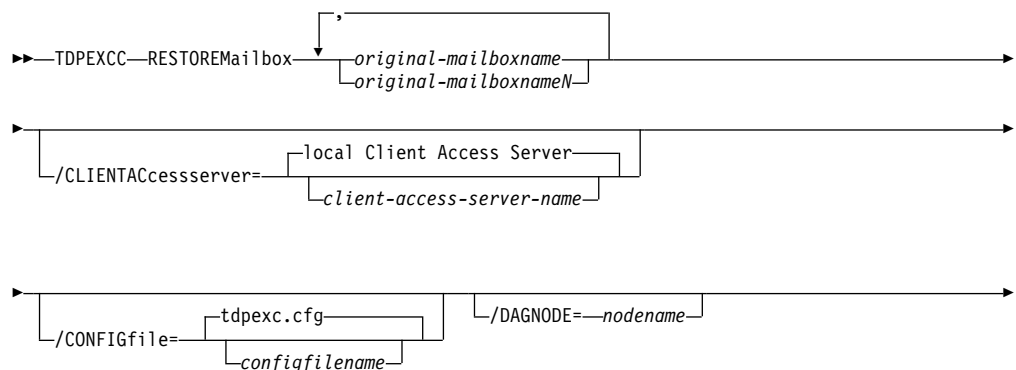 ,
TDPEXCC RESTOREMailbox original-mailboxname
original-mailboxnameN
local Client Access Server
/CLIENTACcessserver=
client-access-server-name
tdpexc.cfg
/DAGNODE= nodename
/CONFIGfile=
configfilename